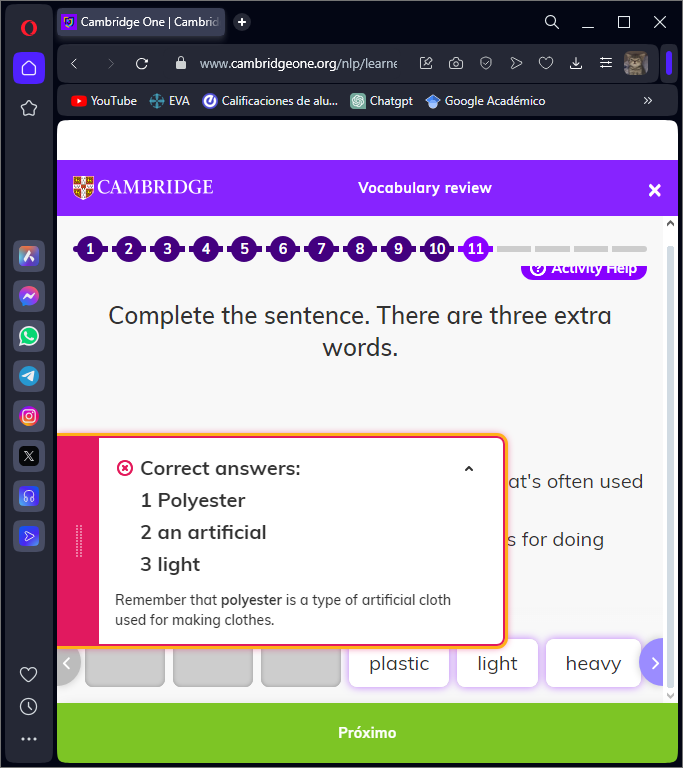 Cambridge One | Cambrid
www.cambridgeone.org/nlp/learne
YouTube
EVA
Calificaciones de alu...
Chatgpt
Google Académico
CAMBRIDGE
Vocabulary review
1 2 3 4 5 6 7 8 9 10 11
Activity Help
Complete the sentence. There are three extra
words.
at's often used
s for doing
Correct answers:
1 Polyester
2 an artificial
3 light
Remember that polyester is a type of artificial cloth
used for making clothes.
plastic
light
heavy
Próximo